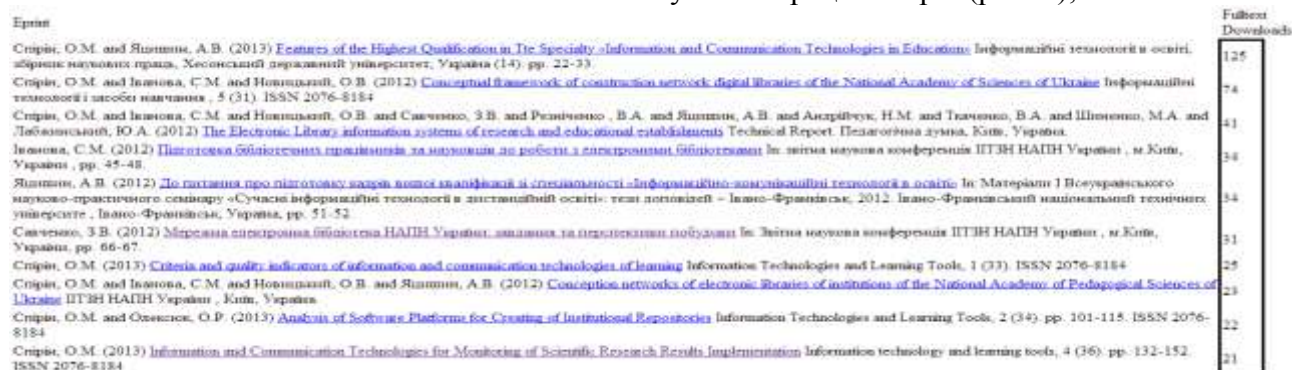 Eprint
Fulltext
Downloads
Спірін, О.М. and Яцишин, А.В. (2013) Features of the Highest Qualification in Tte Specialty «Information and Communication Technologies in Education» Інформаційні технології в освіті,
збірник наукових праць, Херсонський державний університет, Україна (14). pp. 22-33.
125
Спірін, О.М. and Іванова, С.М. and Новицький, О.В. (2012) Conceptual framework of construction network digital libraries of the National Academy of Sciences of Ukraine Інформаційні
технології і засоби навчання , 5 (31). ISSN 2076-8184
74
Спірін, О.М. and Іванова, С.М. and Новицький, О.В. and Савченко, З.В. and Резніченко , В.А. and Яцишин, А.В. and Андрійчук, Н.М. and Ткаченко, В.А. and Шиненко, М.А. and
Лабжинський, Ю.А. (2012) The Electronic Library information systems of research and educational establishments Technical Report. Педагогічна думка, Київ, Україна.
41
Іванова, С.М. (2012) Підготовка бібліотечних працівників та науковців до роботи з електронними бібліотеками In: звітна наукова конференція ІІТЗН НАПН України , м.Київ,
України , pp. 45-48.
Яцишин, А.В. (2012) До питання про підготовку кадрів вищої кваліфікації зі спеціальності «Інформаційно-комунікаційні технології в освіті» In: Матеріали І Всеукраїнського
науково-практичного семінару «Сучасні інформаційні технології в дистанційній освіті»: тези доповідей – Івано-Франківськ, 2012. Івано-Франківський національний технічних
університе , Івано-Франківськ, Україна, pp. 51-52.
34
Савченко, З.В. (2012) Мережна електронна бібліотека НАПН України: завдання та перспективи побудови In: Звітна наукова конференція ІІТЗН НАПН України , м.Київ,
Україна, pp. 66-67.
31
Спірін, О.М. (2013) Criteria and quality indicators of information and communication technologies of learning Information Technologies and Learning Tools, 1 (33). ISSN 2076-8184
25
Спірін, О.М. and Іванова, С.М. and Новицький, О.В. and Яцишин, А.В. (2012) Conception networks of electronic libraries of institutions of the National Academy of Pedagogical Sciences of
Ukraine ІІТЗН НАПН України , Київ, Україна.
23
Спірін, О.М. and Олексюк, О.Р. (2013) Analysis of Software Platforms for Creating of Institutional Repositories Information Technologies and Learning Tools, 2 (34). pp. 101-115. ISSN 2076-
8184
22
Спірін, О.М. (2013) Information and Communication Technologies for Monitoring of Scientific Research Results Implementation Information technology and learning tools, 4 (36). pp. 132-152.
ISSN 2076-8184
21